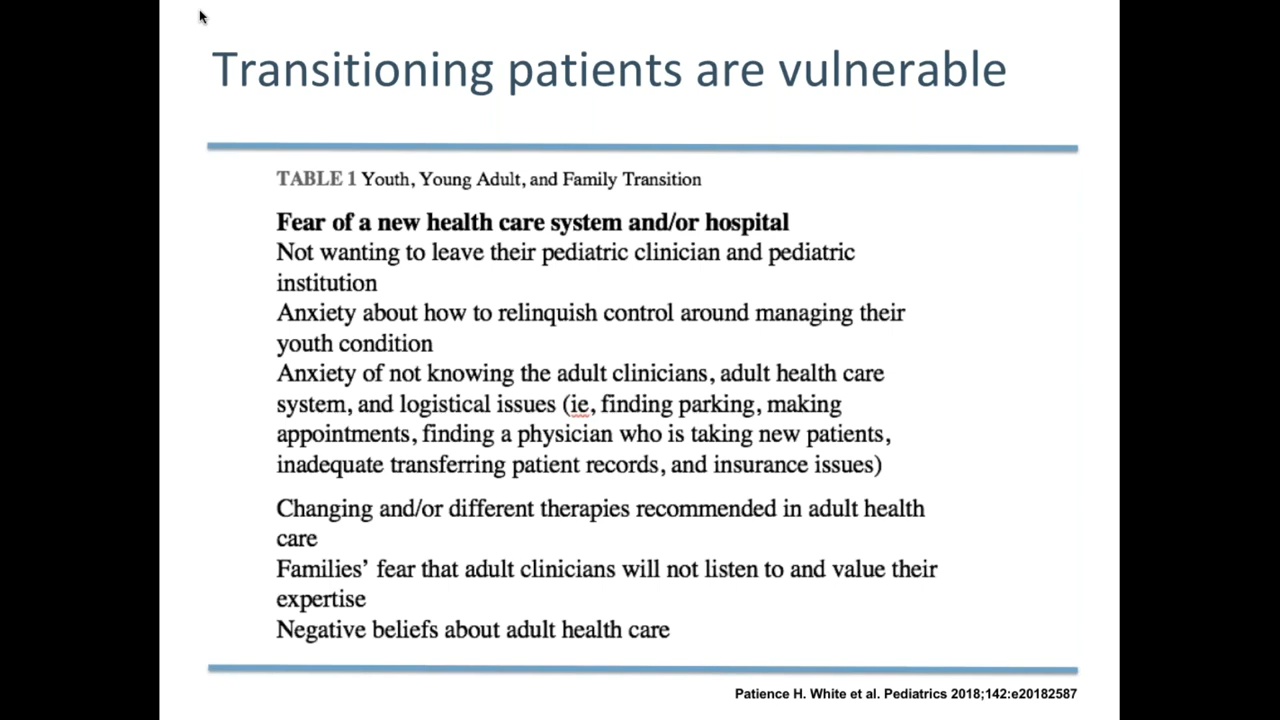 Transitioning patients are vulnerable
TABLE 1 Youth, Young Adult, and Family Transition
Fear of a new health care system and/or hospital
Not wanting to leave their pediatric clinician and pediatric
institution
Anxiety about how to relinquish control around managing their
youth condition
Anxiety of not knowing the adult clinicians, adult health care
system, and logistical issues (ie, finding parking, making
appointments, finding a physician who is taking new patients,
inadequate transferring patient records, and insurance issues)
Changing and/or different therapies recommended in adult health
care
Families’ fear that adult clinicians will not listen to and value their
expertise
Negative beliefs about adult health care
Patience H. White et al. Pediatrics 2018;142:e20182587